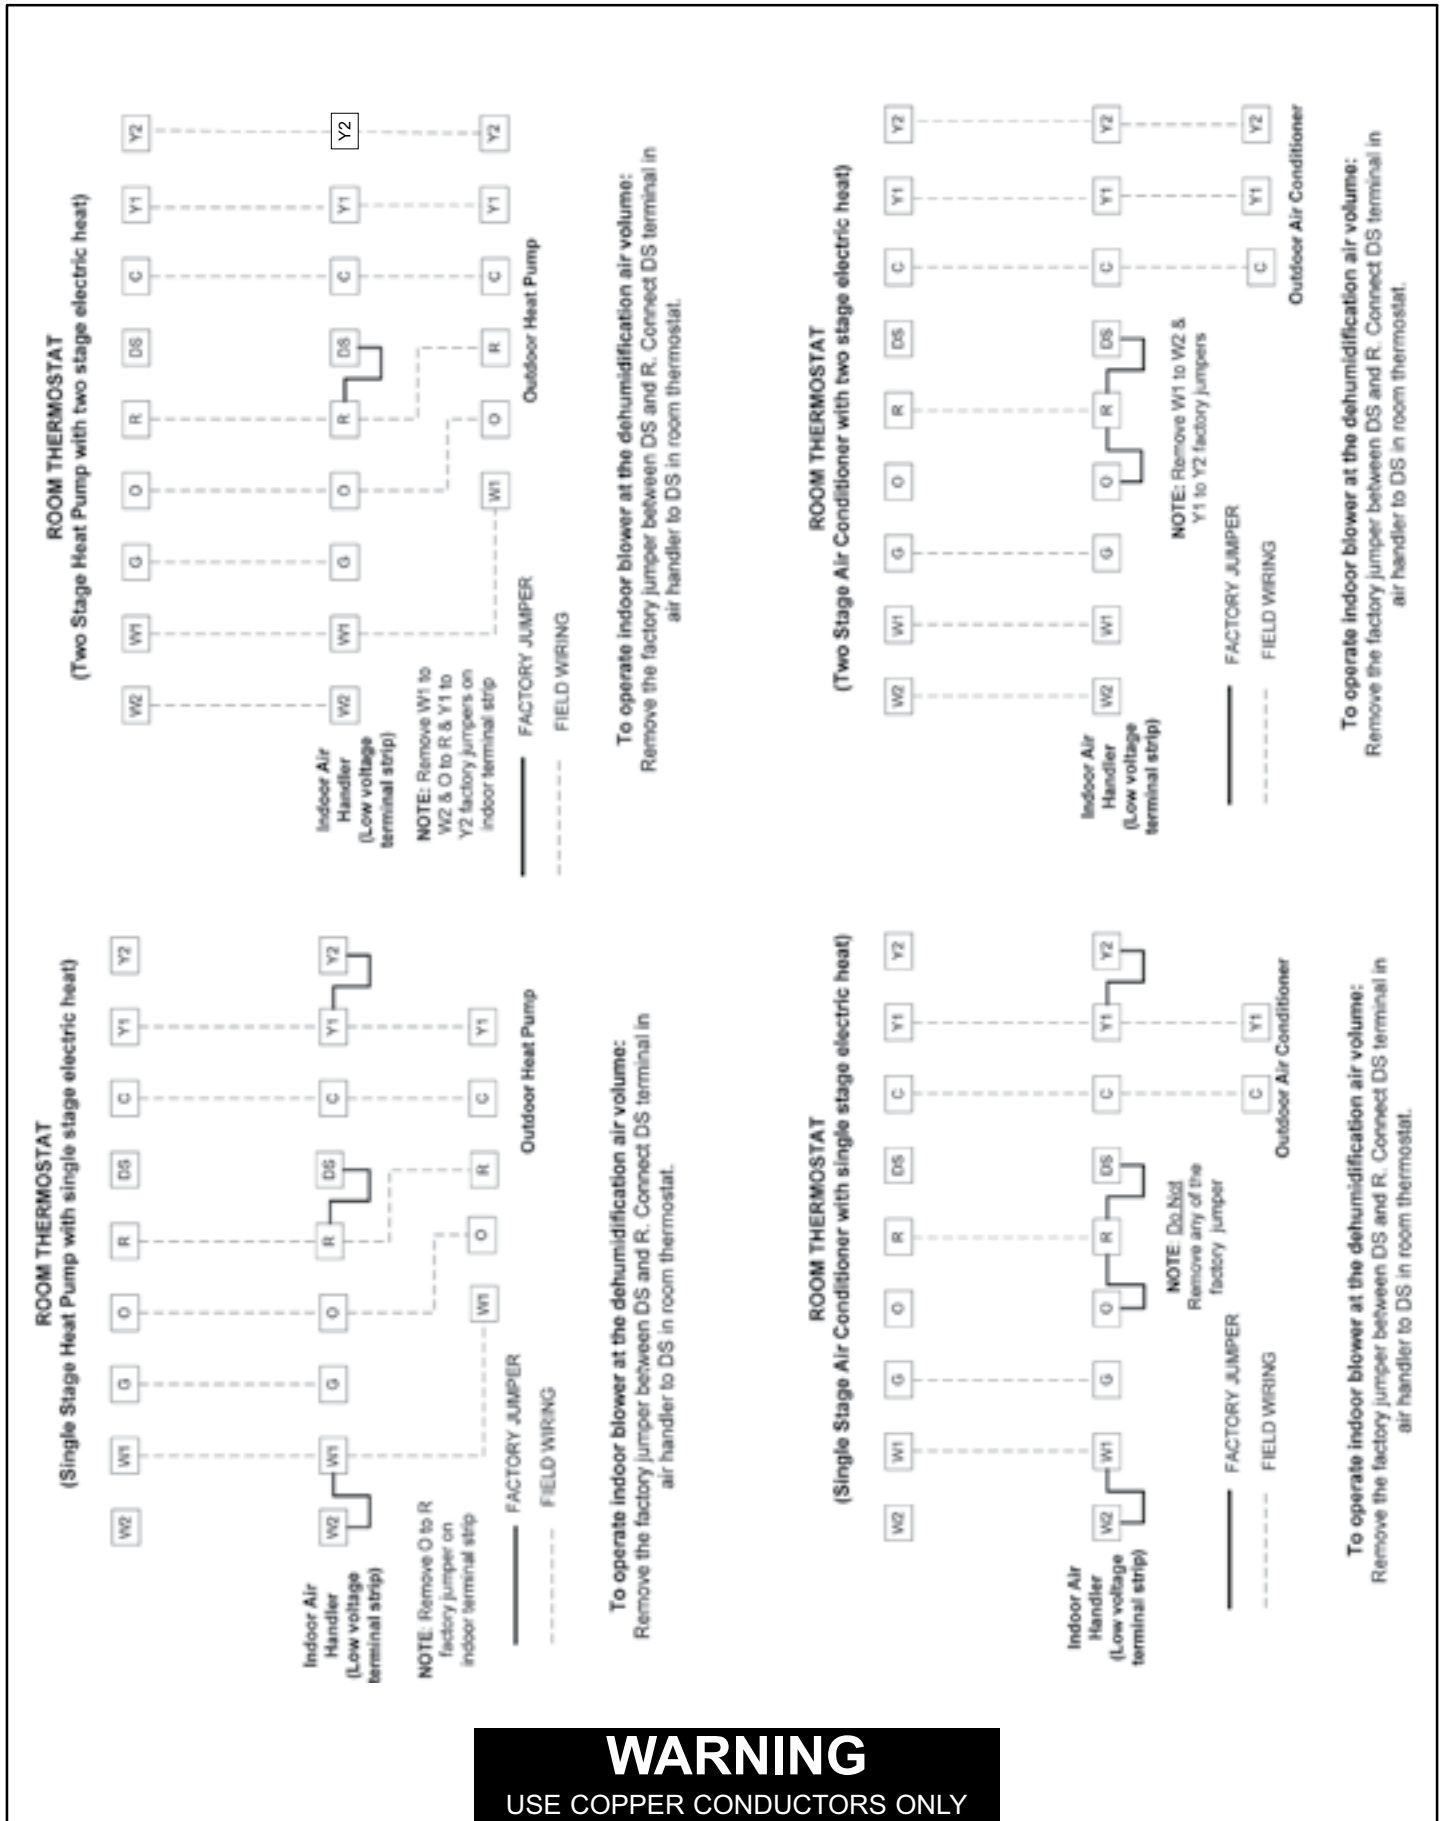 ROOM THERMOSTAT
(Single Stage Heat Pump with single stage electric heat)
W2 W1 G O R DS C Y1 Y2
Indoor Air
Handler
(Low voltage
terminal strip)
W2 W1 G O R DS C Y1 Y2
NOTE: Remove O to R
factory jumper on
indoor terminal strip
W1 O R C Y1
Outdoor Heat Pump
FACTORY JUMPER
FIELD WIRING
To operate indoor blower at the dehumidification air volume:
Remove the factory jumper between DS and R. Connect DS terminal in
air handler to DS in room thermostat.
ROOM THERMOSTAT
(Two Stage Heat Pump with two stage electric heat)
W2 W1 G O R DS C Y1 Y2
Indoor Air
Handler
(Low voltage
terminal strip)
W2 W1 G O R DS C Y1 Y2
NOTE: Remove W1 to
W2 & O to R & Y1 to
Y2 factory jumpers on
indoor terminal strip
W1 O R C Y1 Y2
Outdoor Heat Pump
FACTORY JUMPER
FIELD WIRING
To operate indoor blower at the dehumidification air volume:
Remove the factory jumper between DS and R. Connect DS terminal in
air handler to DS in room thermostat.
ROOM THERMOSTAT
(Single Stage Air Conditioner with single stage electric heat)
W2 W1 G O R DS C Y1 Y2
Indoor Air
Handler
(Low voltage
terminal strip)
W2 W1 G O R DS C Y1 Y2
NOTE: Do Not
Remove any of the
factory jumper
C Y1
Outdoor Air Conditioner
FACTORY JUMPER
FIELD WIRING
To operate indoor blower at the dehumidification air volume:
Remove the factory jumper between DS and R. Connect DS terminal in
air handler to DS in room thermostat.
ROOM THERMOSTAT
(Two Stage Air Conditioner with two stage electric heat)
W2 W1 G O R DS C Y1 Y2
Indoor Air
Handler
(Low voltage
terminal strip)
W2 W1 G O R DS C Y1 Y2
NOTE: Remove W1 to W2 &
Y1 to Y2 factory jumpers
C Y1 Y2
Outdoor Air Conditioner
FACTORY JUMPER
FIELD WIRING
To operate indoor blower at the dehumidification air volume:
Remove the factory jumper between DS and R. Connect DS terminal in
air handler to DS in room thermostat.
WARNING
USE COPPER CONDUCTORS ONLY